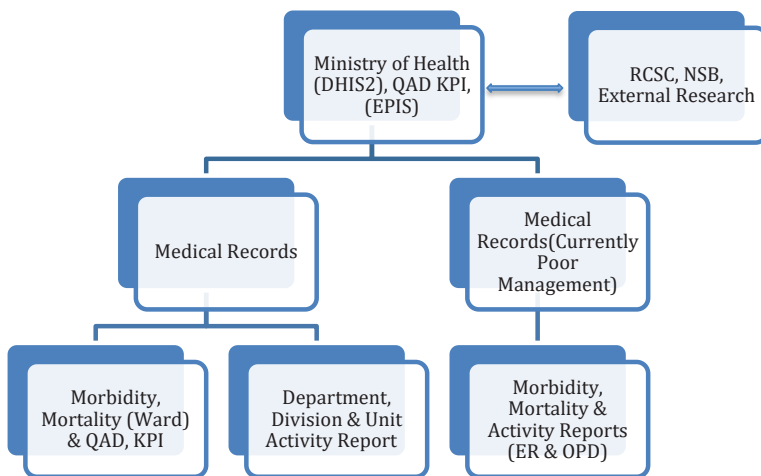 Ministry of Health
(DHIS2), QAD KPI,
(EPIS)
RCSC, NSB,
External Research
Medical Records
Medical
Records(Currently
Poor
Management)
Morbidity,
Mortality (Ward)
& QAD, KPI
Department,
Division & Unit
Activity Report
Morbidity,
Mortality &
Activity Reports
(ER & OPD)